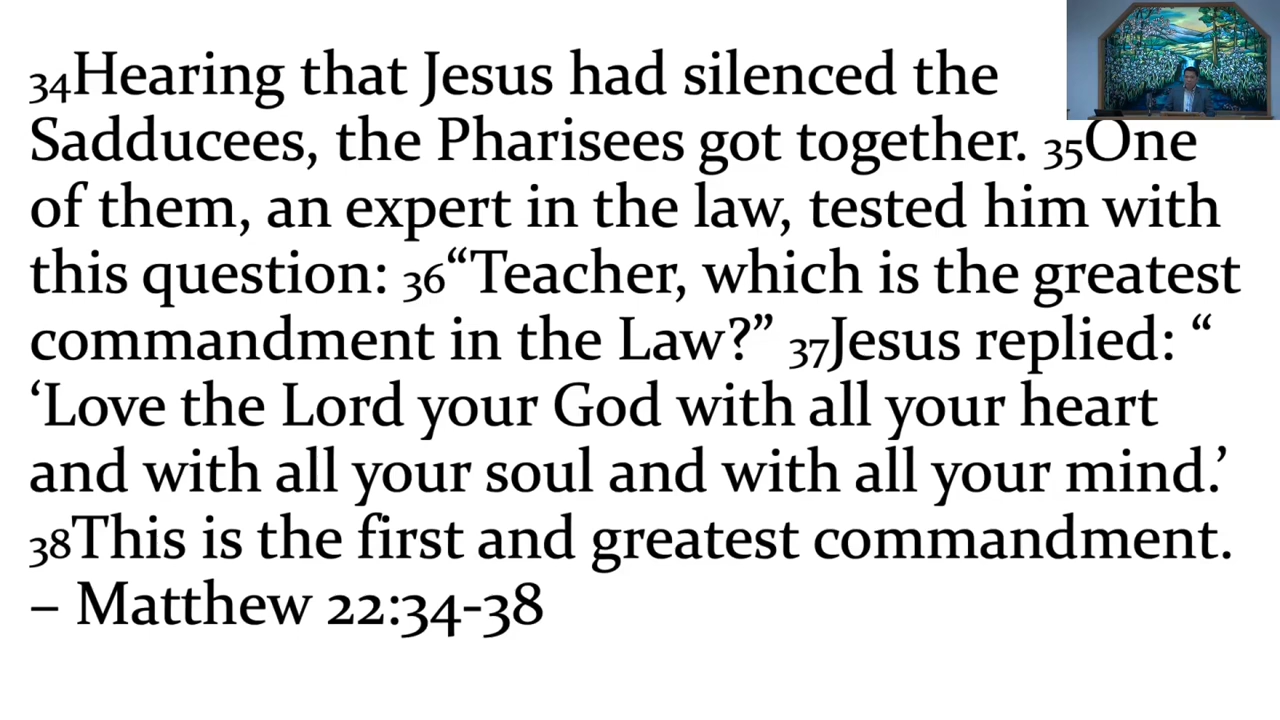 34Hearing that Jesus had silenced the
Sadducees, the Pharisees got together. 35One
of them, an expert in the law, tested him with
this question: 36“Teacher, which is the greatest
commandment in the Law?” 37Jesus replied: “
‘Love the Lord your God with all your heart
and with all your soul and with all your mind.’
38This is the first and greatest commandment.
– Matthew 22:34-38